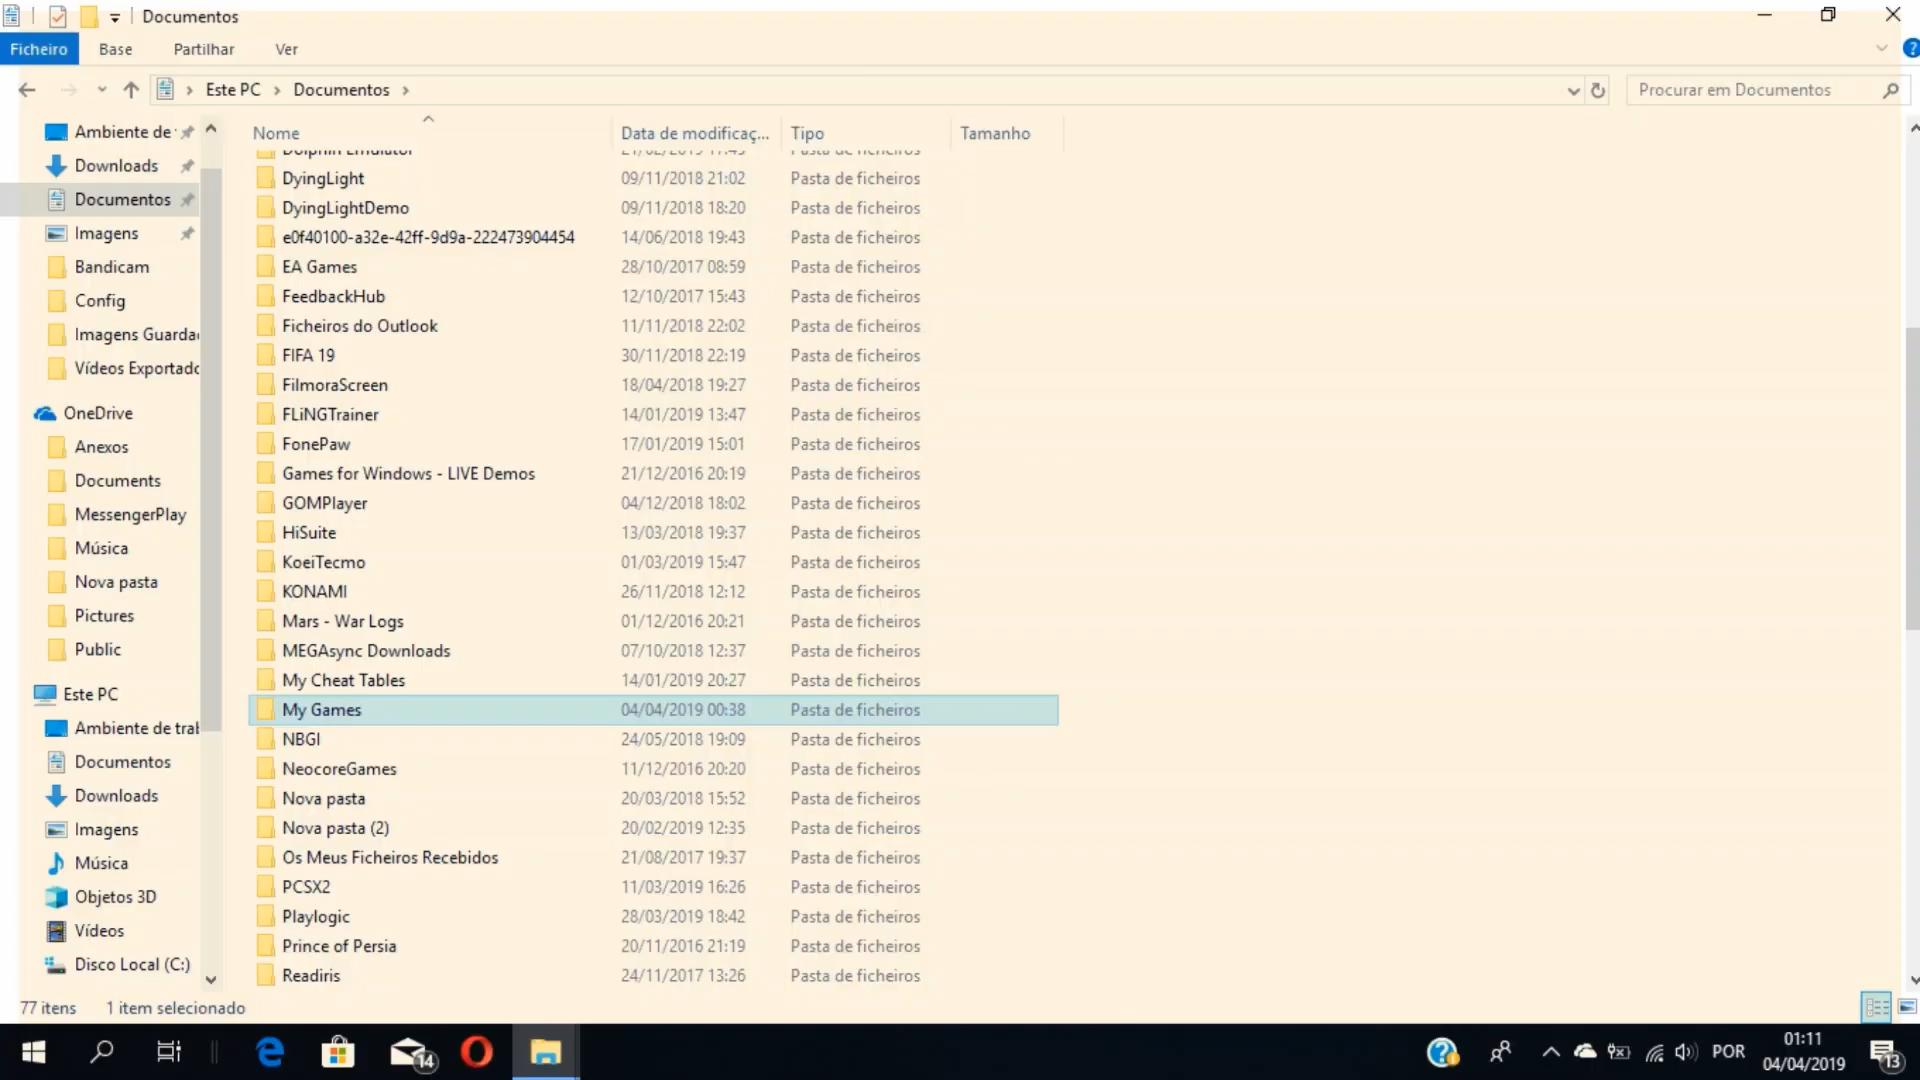 Documentos
Ficheiro Base Partilhar Ver
Este PC Documentos Procurar em Documentos
Nome Data de modificaç... Tipo Tamanho
Ambiente de
Downloads
Documentos
Imagens
Bandicam
Config
Imagens Guarda
Vídeos Exportado
OneDrive
Anexos
Documents
MessengerPlay
Música
Nova pasta
Pictures
Public
Este PC
Ambiente de tra
Documentos
Downloads
Imagens
Música
Objetos 3D
Vídeos
Disco Local (C:)
Dolphin Emulator 21/02/2019 17:45 Pasta de ficheiros
DyingLight 09/11/2018 21:02 Pasta de ficheiros
DyingLightDemo 09/11/2018 18:20 Pasta de ficheiros
e0f40100-a32e-42ff-9d9a-222473904454 14/06/2018 19:43 Pasta de ficheiros
EA Games 28/10/2017 08:59 Pasta de ficheiros
FeedbackHub 12/10/2017 15:43 Pasta de ficheiros
Ficheiros do Outlook 11/11/2018 22:02 Pasta de ficheiros
FIFA 19 30/11/2018 22:19 Pasta de ficheiros
FilmoraScreen 18/04/2018 19:27 Pasta de ficheiros
FLiNGTrainer 14/01/2019 13:47 Pasta de ficheiros
FonePaw 17/01/2019 15:01 Pasta de ficheiros
Games for Windows - LIVE Demos 21/12/2016 20:19 Pasta de ficheiros
GOMPlayer 04/12/2018 18:02 Pasta de ficheiros
HiSuite 13/03/2018 19:37 Pasta de ficheiros
KoeiTecmo 01/03/2019 15:47 Pasta de ficheiros
KONAMI 26/11/2018 12:12 Pasta de ficheiros
Mars - War Logs 01/12/2016 20:21 Pasta de ficheiros
MEGAsync Downloads 07/10/2018 12:37 Pasta de ficheiros
My Cheat Tables 14/01/2019 20:27 Pasta de ficheiros
My Games 04/04/2019 00:38 Pasta de ficheiros
NBGI 24/05/2018 19:09 Pasta de ficheiros
NeocoreGames 11/12/2016 20:20 Pasta de ficheiros
Nova pasta 20/03/2018 15:52 Pasta de ficheiros
Nova pasta (2) 20/02/2019 12:35 Pasta de ficheiros
Os Meus Ficheiros Recebidos 21/08/2017 19:37 Pasta de ficheiros
PCSX2 11/03/2019 16:26 Pasta de ficheiros
Playlogic 28/03/2019 18:42 Pasta de ficheiros
Prince of Persia 20/11/2016 21:19 Pasta de ficheiros
Readiris 24/11/2017 13:26 Pasta de ficheiros
77 itens 1 item selecionado
14 POR 01:11
04/04/2019 13